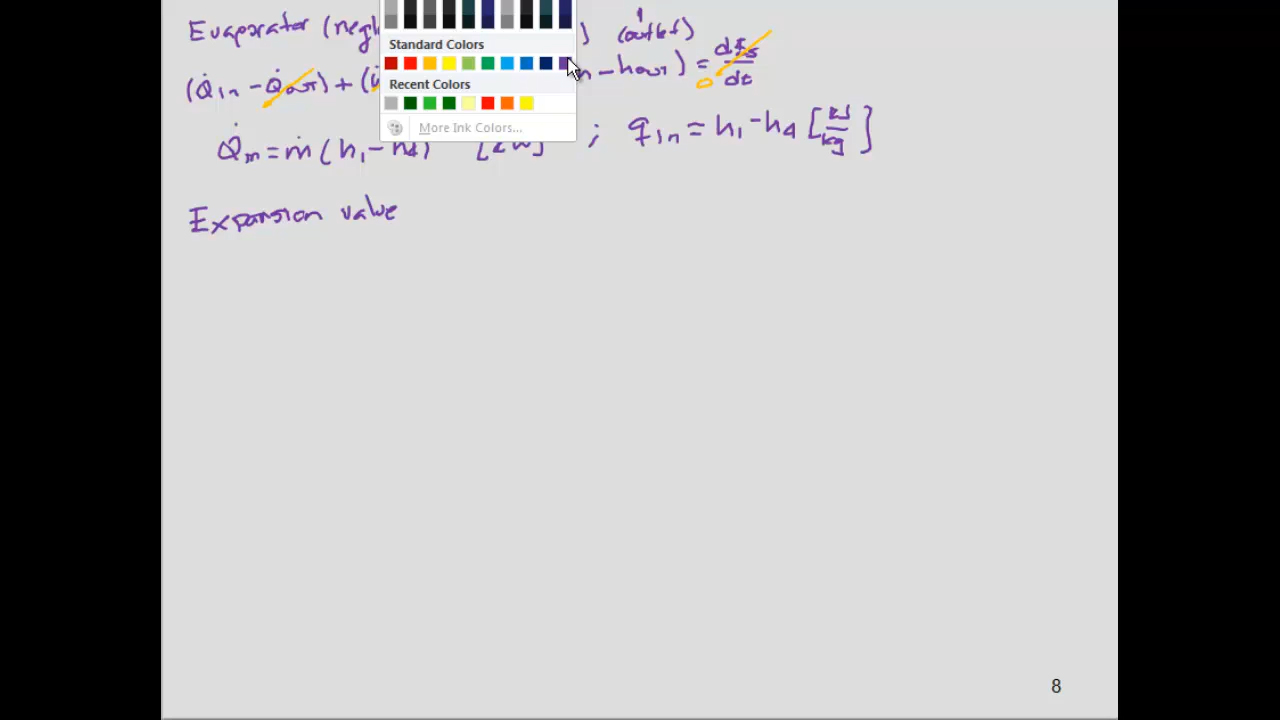 Evaporator (negl ) (outlet)
Standard Colors
(Q̇in - Q̇out) + ( n - hout) = dEs/dt
0
Recent Colors
More Ink Colors...
Q̇in = ṁ(h1 - h4) [kW] ; qin = h1 - h4 [kJ/kg]
Expansion valve
8